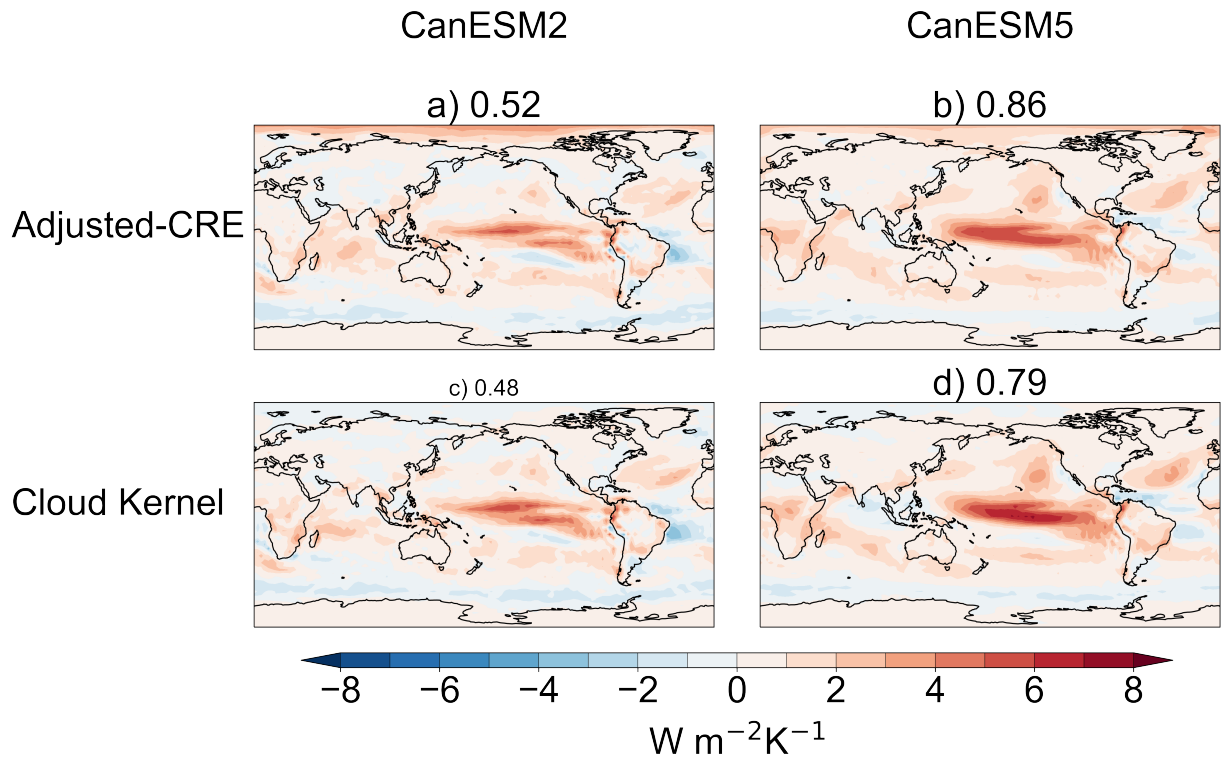 CanESM2 CanESM5
a) 0.52 b) 0.86
Adjusted-CRE
c) 0.48 d) 0.79
Cloud Kernel
−8 −6 −4 −2 0 2 4 6 8
W m⁻²K⁻¹